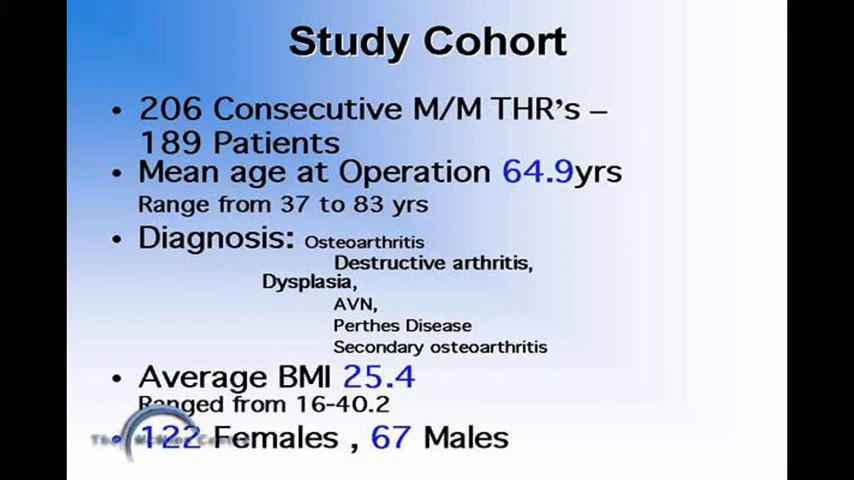 Study Cohort
• 206 Consecutive M/M THR's –
189 Patients
• Mean age at Operation 64.9yrs
Range from 37 to 83 yrs
• Diagnosis: Osteoarthritis
Destructive arthritis,
Dysplasia,
AVN,
Perthes Disease
Secondary osteoarthritis
• Average BMI 25.4
Ranged from 16-40.2
• 122 Females , 67 Males
The